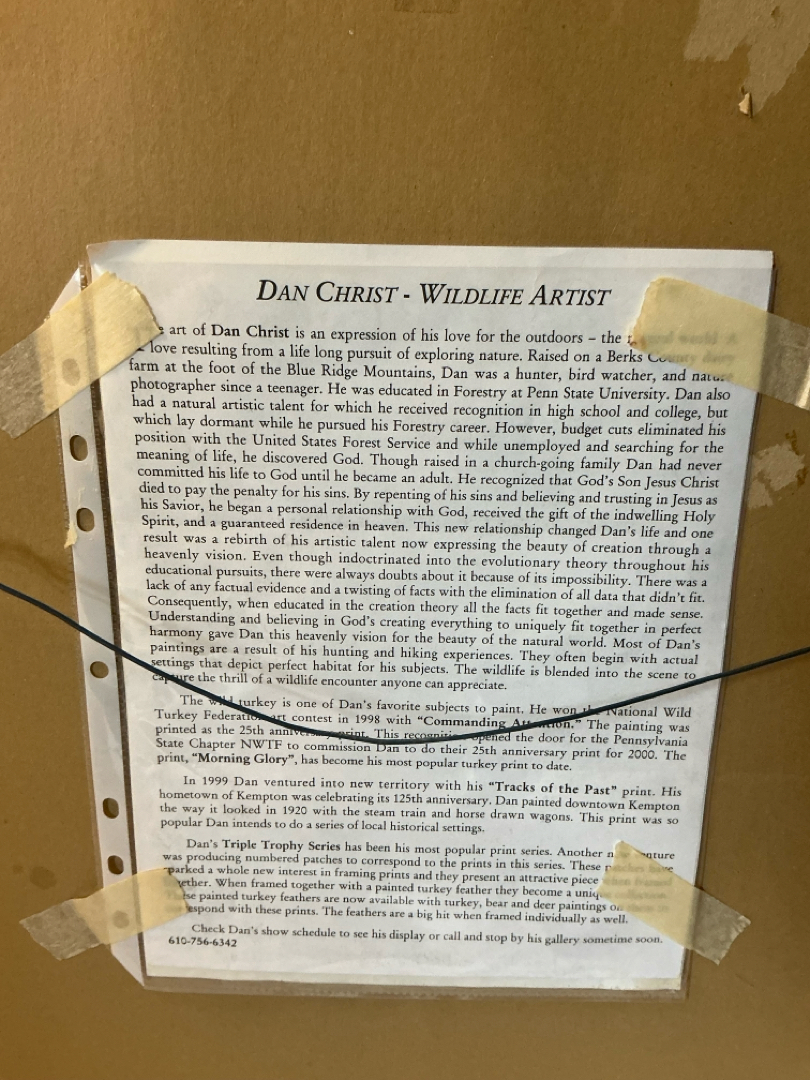 DAN CHRIST - WILDLIFE ARTIST
art of Dan Christ is an expression of his love for the outdoors – the
love resulting from a life long pursuit of exploring nature. Raised on a Berks County
farm at the foot of the Blue Ridge Mountains, Dan was a hunter, bird watcher, and nature
photographer since a teenager. He was educated in Forestry at Penn State University. Dan also
had a natural artistic talent for which he received recognition in high school and college, but
which lay dormant while he pursued his Forestry career. However, budget cuts eliminated his
position with the United States Forest Service and while unemployed and searching for the
meaning of life, he discovered God. Though raised in a church-going family Dan had never
committed his life to God until he became an adult. He recognized that God's Son Jesus Christ
died to pay the penalty for his sins. By repenting of his sins and believing and trusting in Jesus as
his Savior, he began a personal relationship with God, received the gift of the indwelling Holy
Spirit, and a guaranteed residence in heaven. This new relationship changed Dan's life and one
result was a rebirth of his artistic talent now expressing the beauty of creation through a
heavenly vision. Even though indoctrinated into the evolutionary theory throughout his
educational pursuits, there were always doubts about it because of its impossibility. There was a
lack of any factual evidence and a twisting of facts with the elimination of all data that didn't fit.
Consequently, when educated in the creation theory all the facts fit together and made sense.
Understanding and believing in God's creating everything to uniquely fit together in perfect
harmony gave Dan this heavenly vision for the beauty of the natural world. Most of Dan's
paintings are a result of his hunting and hiking experiences. They often begin with actual
settings that depict perfect habitat for his subjects. The wildlife is blended into the scene to
capture the thrill of a wildlife encounter anyone can appreciate.
The wild turkey is one of Dan's favorite subjects to paint. He won the National Wild
Turkey Federation art contest in 1998 with “Commanding Attention.” The painting was
printed as the 25th anniversary print. This recognition opened the door for the Pennsylvania
State Chapter NWTF to commission Dan to do their 25th anniversary print for 2000. The
print, “Morning Glory”, has become his most popular turkey print to date.
In 1999 Dan ventured into new territory with his “Tracks of the Past” print. His
hometown of Kempton was celebrating its 125th anniversary. Dan painted downtown Kempton
the way it looked in 1920 with the steam train and horse drawn wagons. This print was so
popular Dan intends to do a series of local historical settings.
Dan's Triple Trophy Series has been his most popular print series. Another new venture
was producing numbered patches to correspond to the prints in this series. These patches have
sparked a whole new interest in framing prints and they present an attractive piece when framed
together. When framed together with a painted turkey feather they become a unique collection.
These painted turkey feathers are now available with turkey, bear and deer paintings on them to
correspond with these prints. The feathers are a big hit when framed individually as well.
Check Dan's show schedule to see his display or call and stop by his gallery sometime soon.
610-756-6342